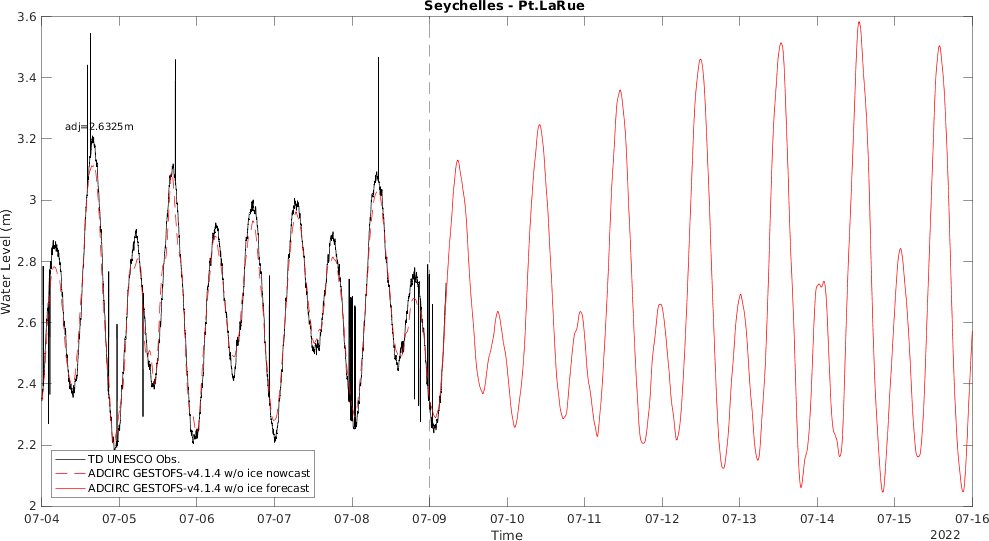 Seychelles - Pt.LaRue
3.6
3.4
3.2
3
2.8
2.6
2.4
2.2
2
Water Level (m)
adj=2.6325m
TD UNESCO Obs.
ADCIRC GESTOFS-v4.1.4 w/o ice nowcast
ADCIRC GESTOFS-v4.1.4 w/o ice forecast
07-04 07-05 07-06 07-07 07-08 07-09 07-10 07-11 07-12 07-13 07-14 07-15 07-16
Time
2022